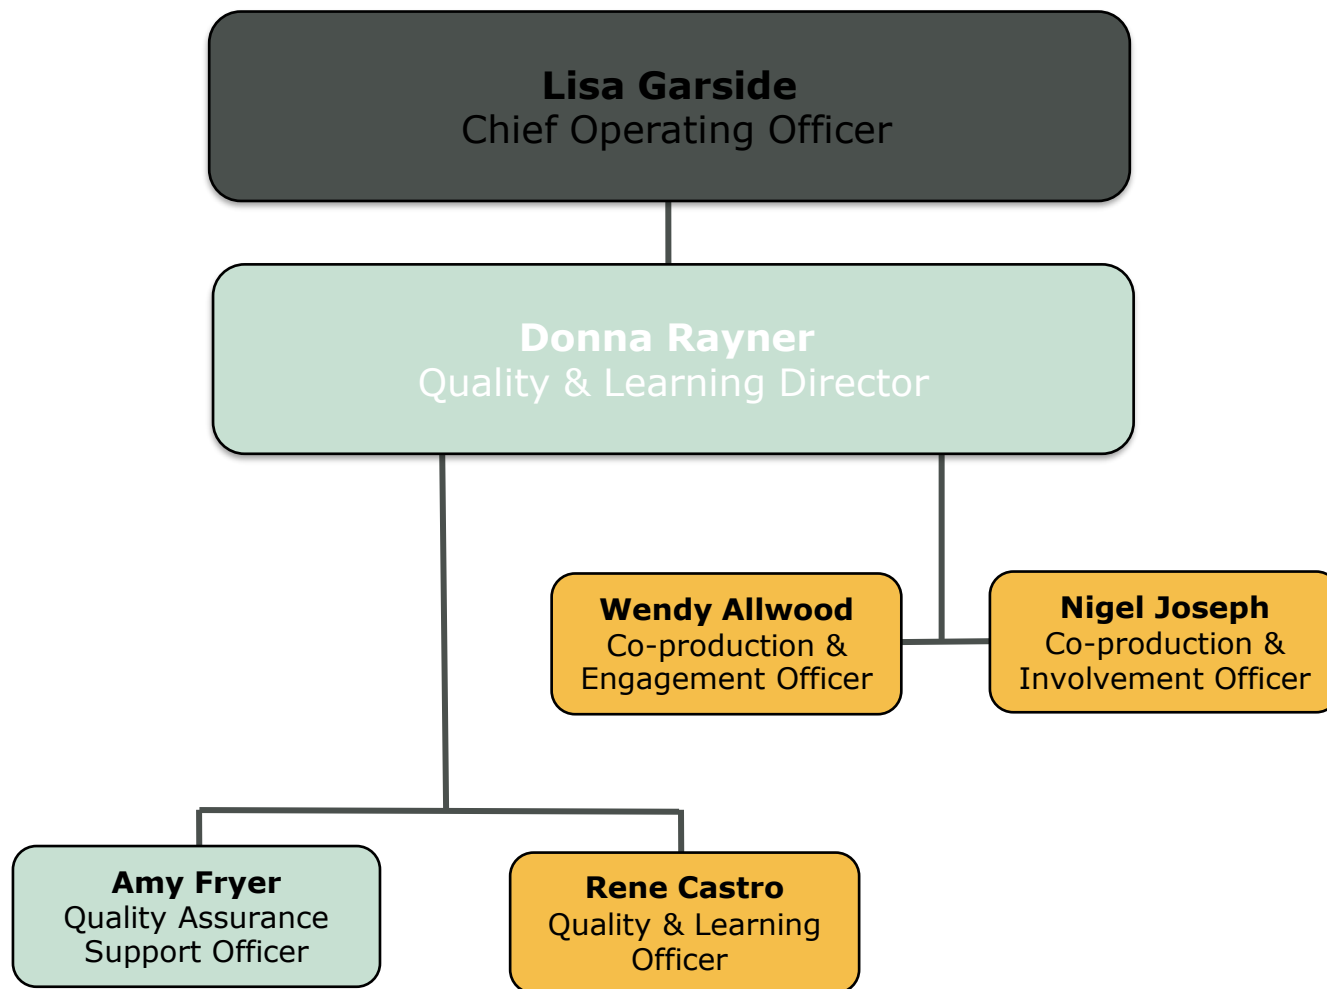 Lisa Garside
Chief Operating Officer
Donna Rayner
Quality & Learning Director
Wendy Allwood
Co-production &
Engagement Officer
Nigel Joseph
Co-production &
Involvement Officer
Amy Fryer
Quality Assurance
Support Officer
Rene Castro
Quality & Learning
Officer